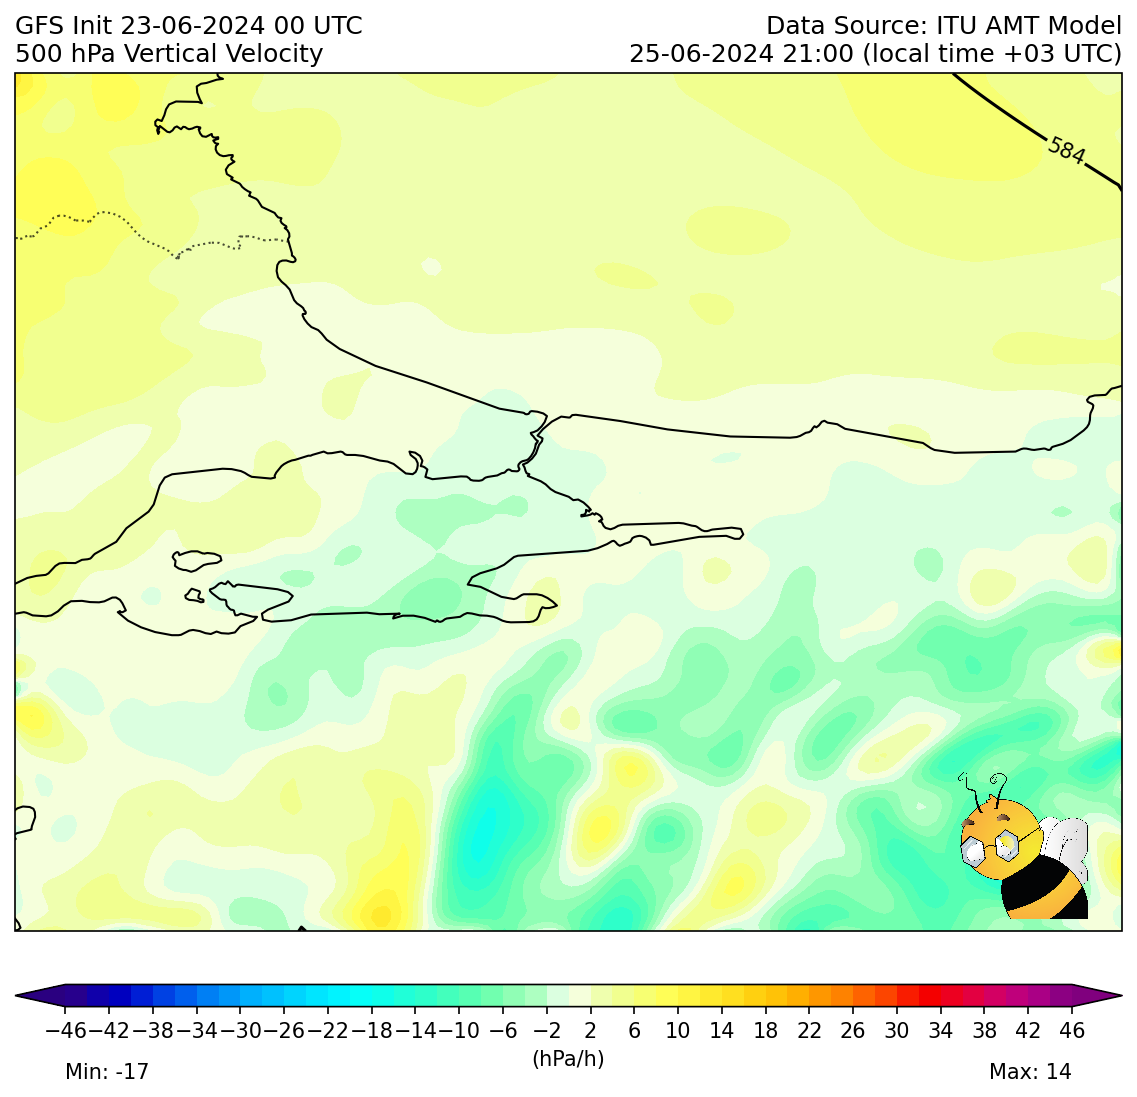 GFS Init 23-06-2024 00 UTC
Data Source: ITU AMT Model
500 hPa Vertical Velocity
25-06-2024 21:00 (local time +03 UTC)
584
−46 −42 −38 −34 −30 −26 −22 −18 −14 −10 −6 −2 2 6 10 14 18 22 26 30 34 38 42 46
(hPa/h)
Min: -17
Max: 14